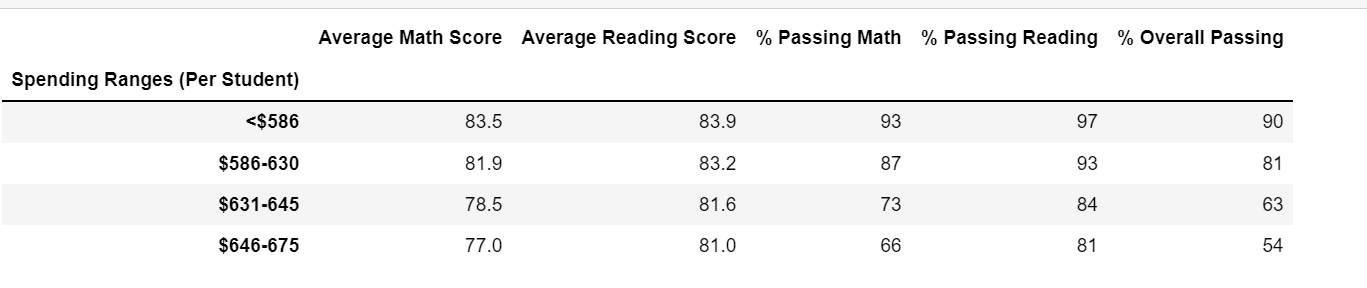 Average Math Score Average Reading Score % Passing Math % Passing Reading % Overall Passing
Spending Ranges (Per Student)
<$586 83.5 83.9 93 97 90
$586-630 81.9 83.2 87 93 81
$631-645 78.5 81.6 73 84 63
$646-675 77.0 81.0 66 81 54